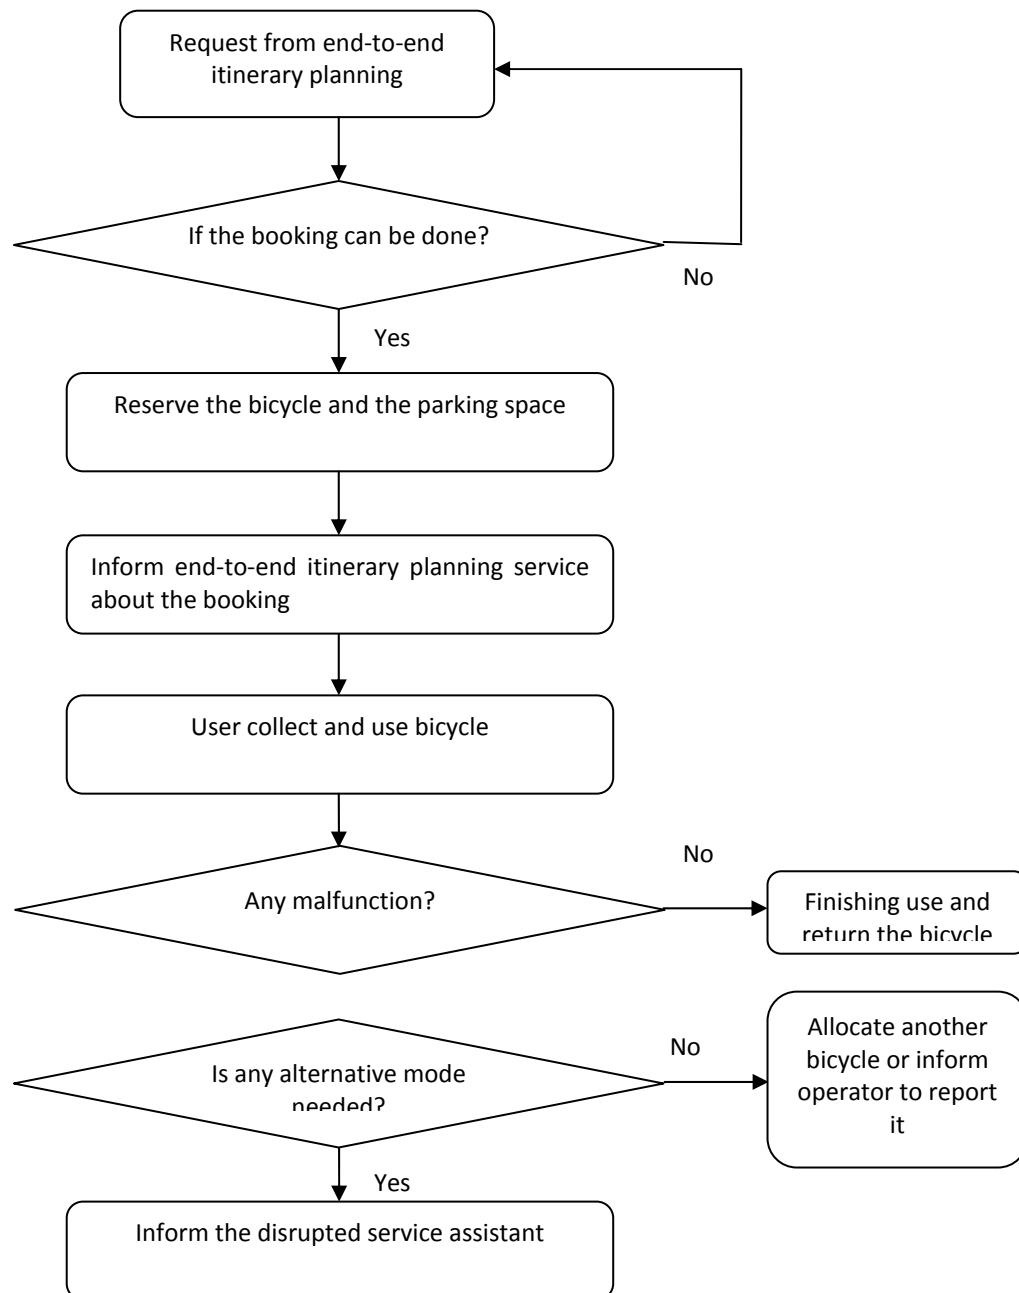 Request from end-to-end
itinerary planning
If the booking can be done?
No
Yes
Reserve the bicycle and the parking space
Inform end-to-end itinerary planning service
about the booking
User collect and use bicycle
No
Any malfunction?
Finishing use and
return the bicycle
Allocate another
bicycle or inform
operator to report
it
No
Is any alternative mode
needed?
Yes
Inform the disrupted service assistant